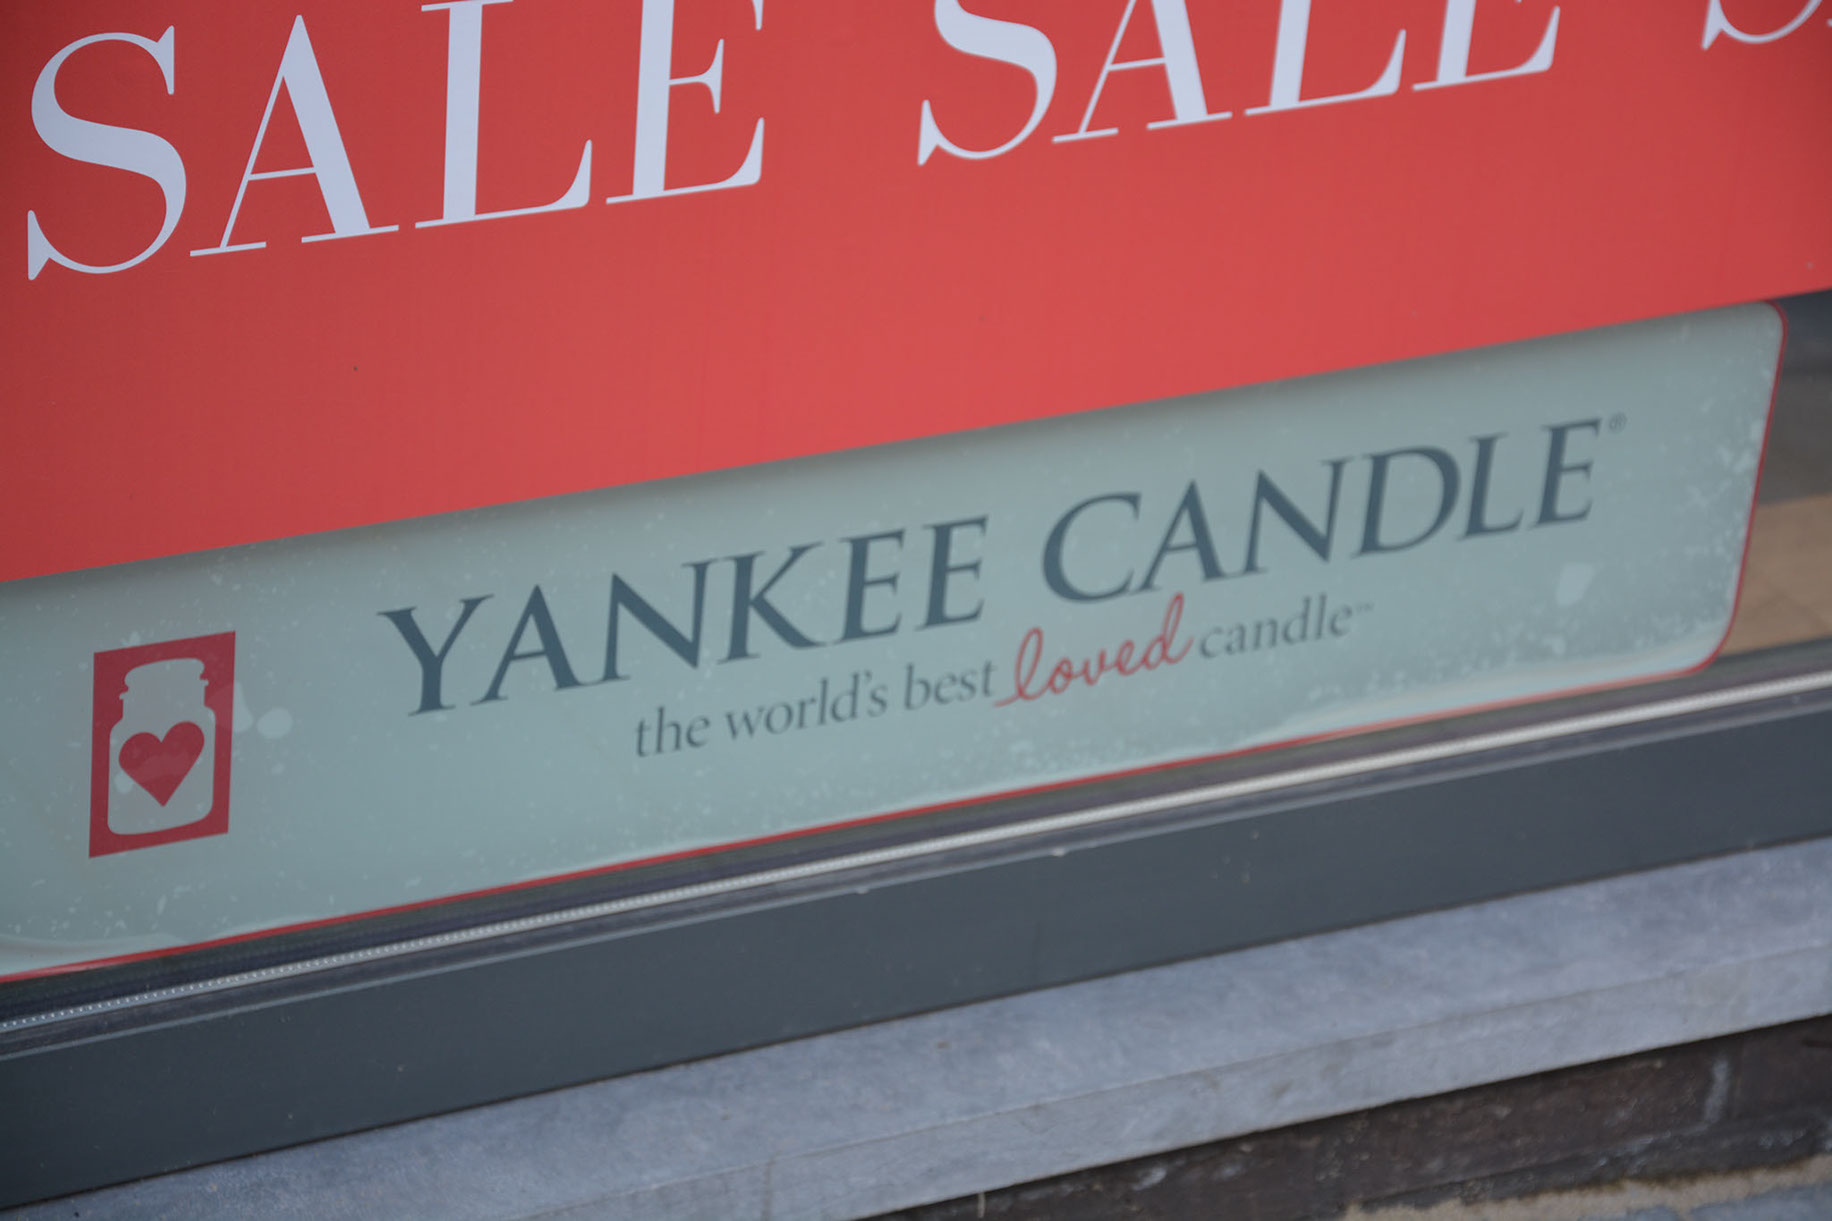 SALE SALE S
YANKEE CANDLE®
the world's best loved candle™